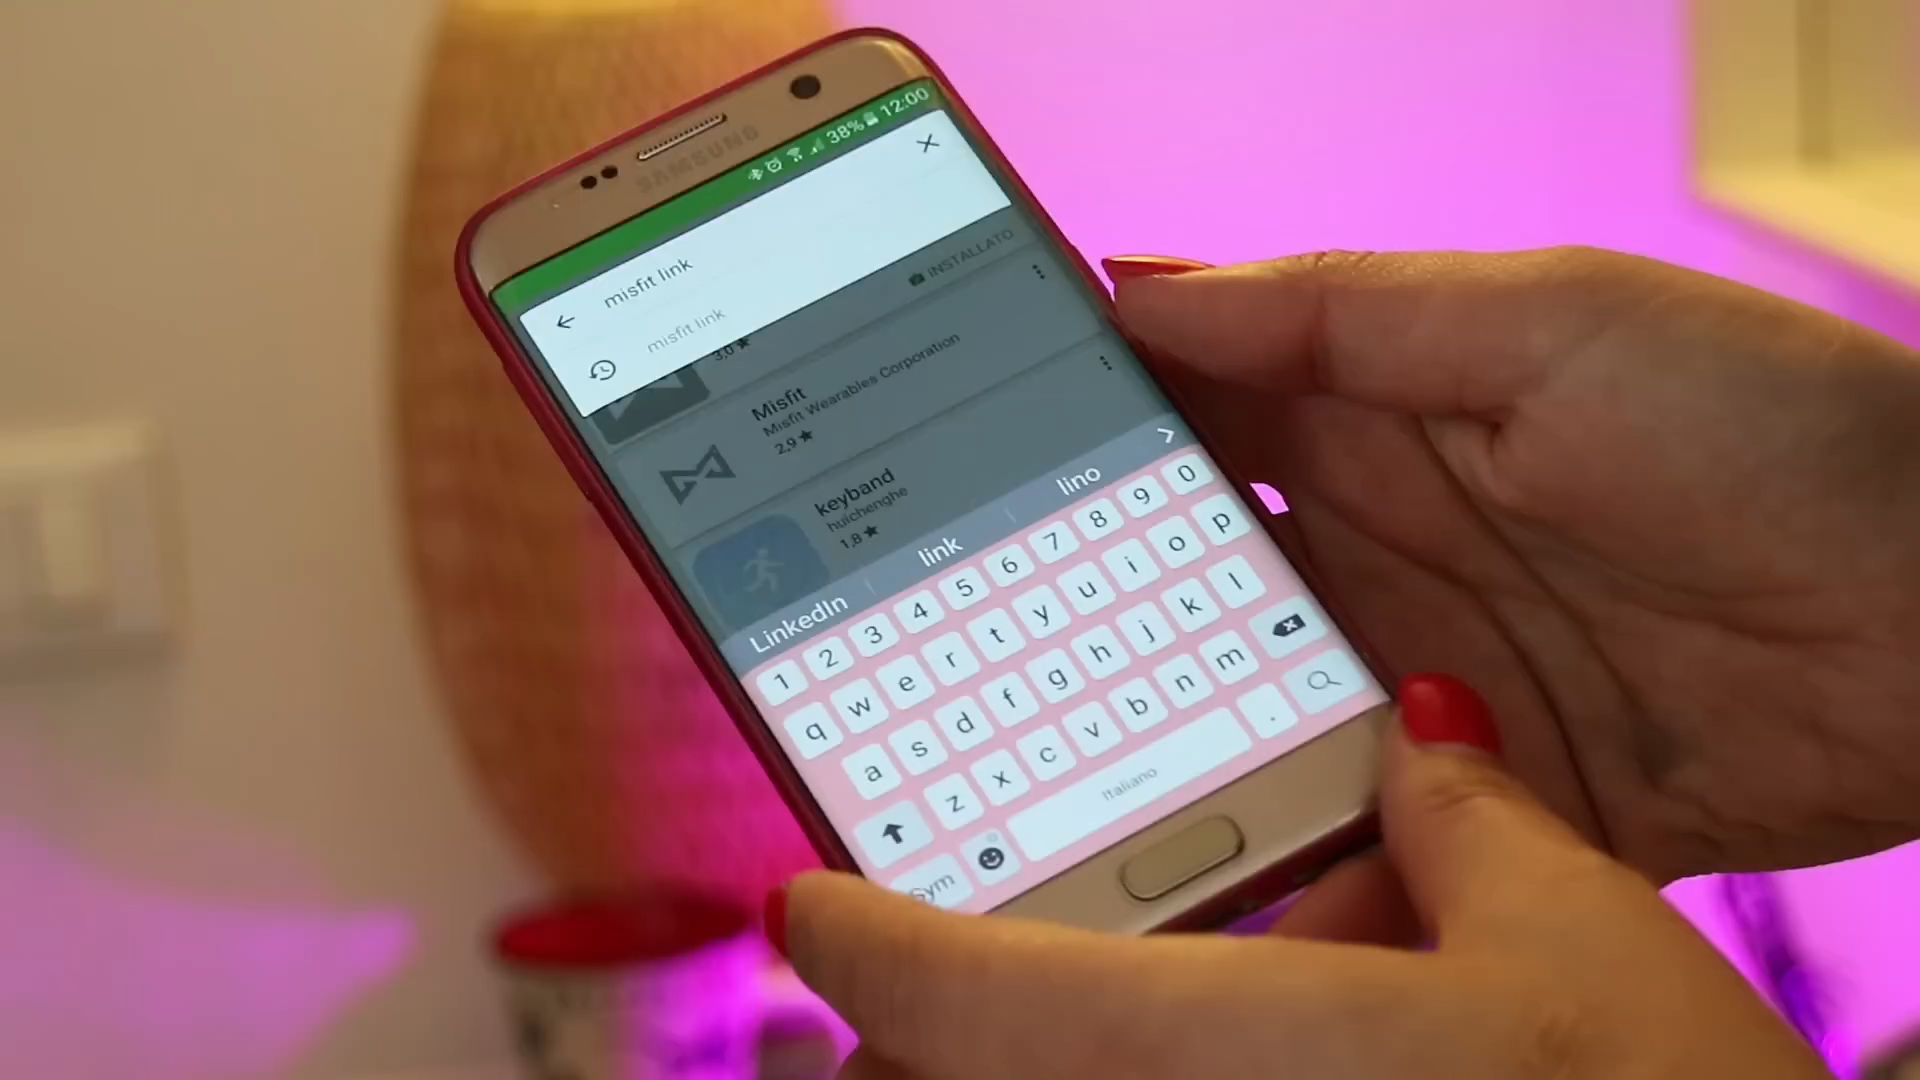 SAMSUNG
38% 12:00
misfit link
misfit link
INSTALLATO
3,0★
Misfit
Misfit Wearables Corporation
2,9★
keyband
huichenghe
1,8★
LinkedIn link lino
1 2 3 4 5 6 7 8 9 0
q w e r t y u i o p
a s d f g h j k l
z x c v b n m
Sym Italiano .